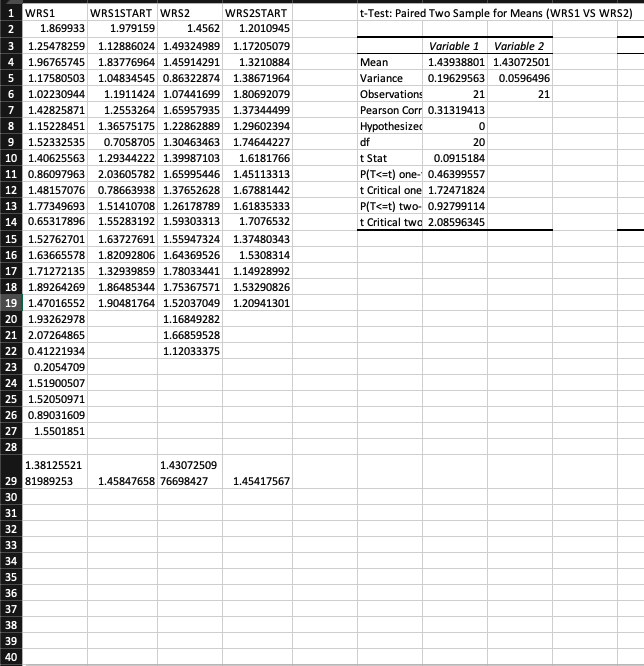 1 WRS1 WRS1START WRS2 WRS2START t-Test: Paired Two Sample for Means (WRS1 VS WRS2)
2 1.869933 1.979159 1.4562 1.2010945
3 1.25478259 1.12886024 1.49324989 1.17205079 Variable 1 Variable 2
4 1.96765745 1.83776964 1.45914291 1.3210884 Mean 1.43938801 1.43072501
5 1.17580503 1.04834545 0.86322874 1.38671964 Variance 0.19629563 0.0596496
6 1.02230944 1.1911424 1.07441699 1.80692079 Observations 21 21
7 1.42825871 1.2553264 1.65957935 1.37344499 Pearson Corr 0.31319413
8 1.15228451 1.36575175 1.12862889 1.29602394 Hypothesized 0
9 1.52332535 0.7058705 1.30463463 1.74644227 df 20
10 1.40625563 1.29344222 1.39987103 1.6181766 t Stat 0.0915184
11 0.86097963 2.03605782 1.65995446 1.45113313 P(T<=t) one- 0.46399557
12 1.48157076 0.78663938 1.37652628 1.67881442 t Critical one 1.72471824
13 1.77349693 1.51410708 1.26178789 1.61835333 P(T<=t) two- 0.92799114
14 0.65317896 1.55283192 1.59303313 1.7076532 t Critical two 2.08596345
15 1.52762701 1.63727691 1.55947324 1.37480343
16 1.63665578 1.82092806 1.64369526 1.5308314
17 1.71272135 1.32939859 1.78033441 1.14928992
18 1.89264269 1.86485344 1.75367571 1.53290826
19 1.47016552 1.90481764 1.52037049 1.20941301
20 1.93262978 1.16849282
21 2.07264865 1.66859528
22 0.41221934 1.12033375
23 0.2054709
24 1.51900507
25 1.52050971
26 0.89031609
27 1.5501851
28
1.38125521 1.43072509
29 81989253 1.45847658 76698427 1.45417567
30
31
32
33
34
35
36
37
38
39
40